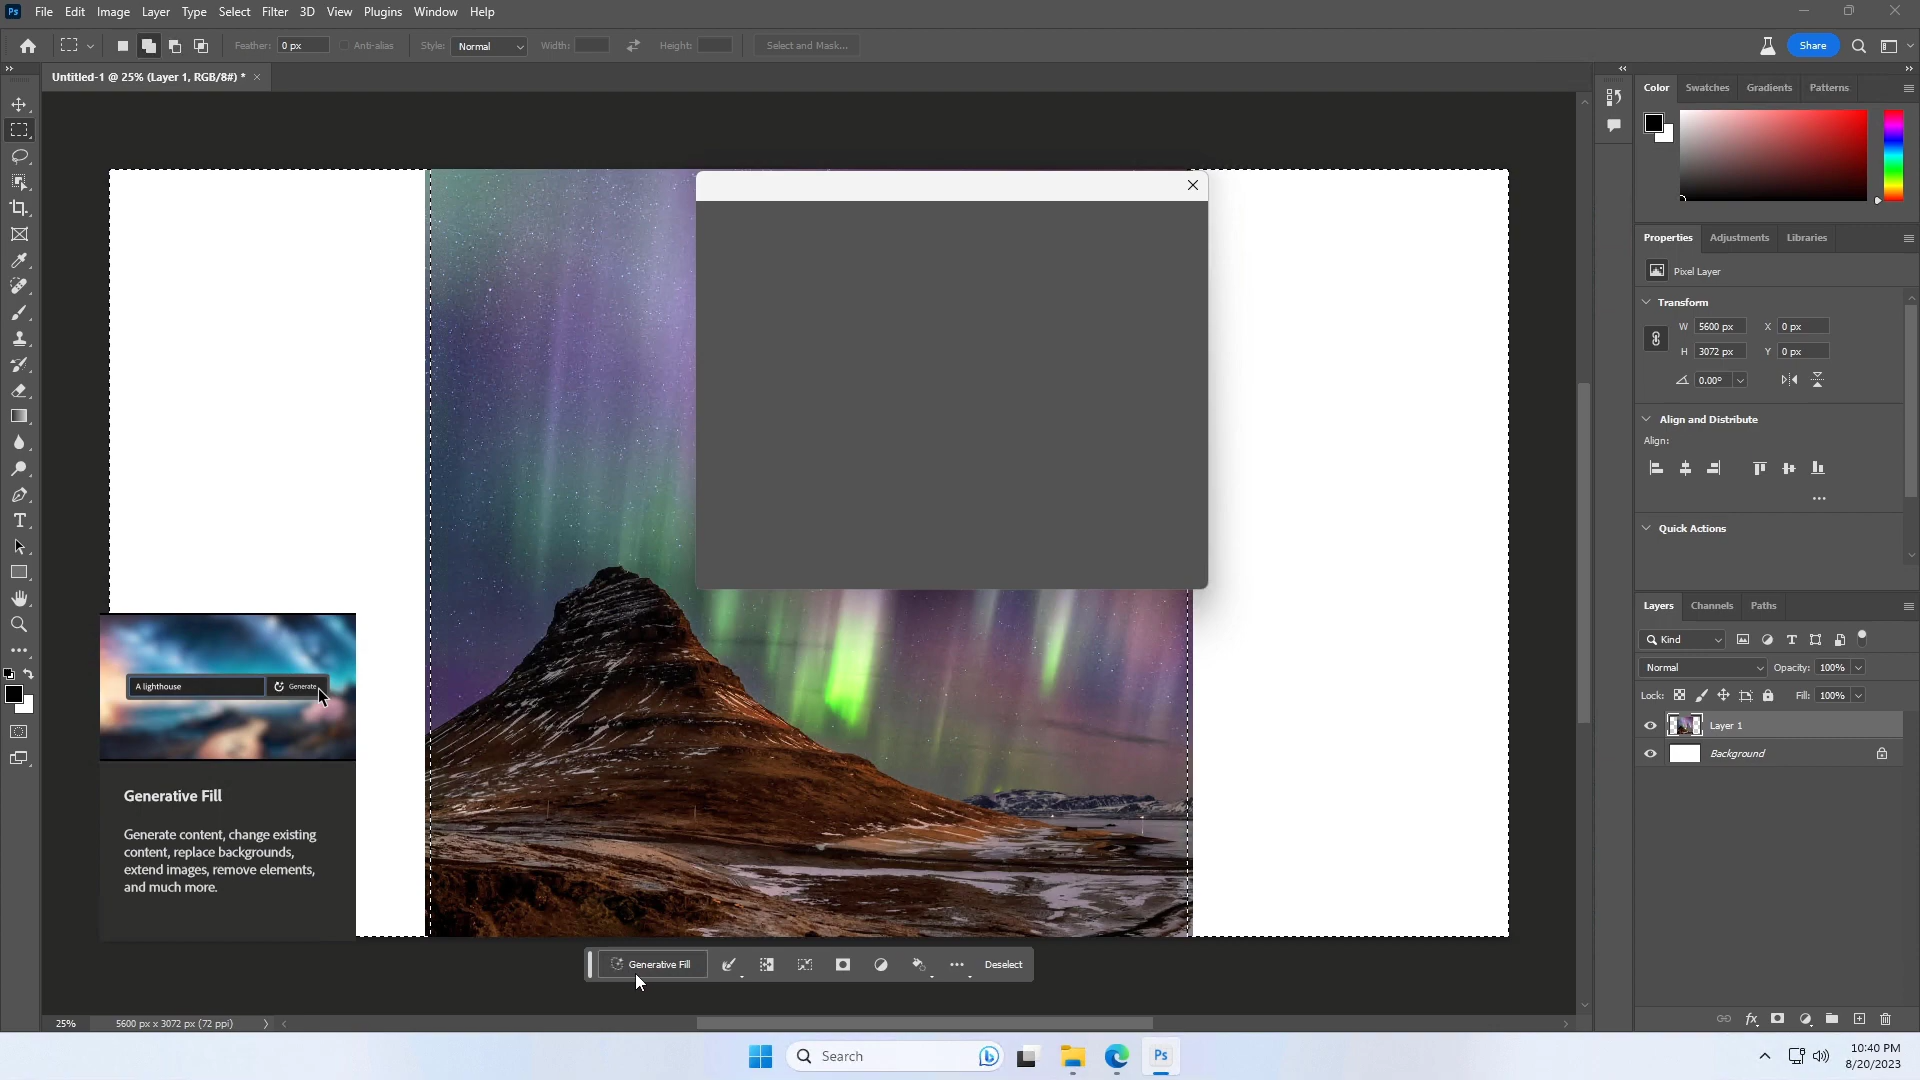 Ps File Edit Image Layer Type Select Filter 3D View Plugins Window Help
Feather: 0 px Anti-alias Style: Normal Width: Height: Select and Mask... Share
Untitled-1 @ 25% (Layer 1, RGB/8#) *
Color Swatches Gradients Patterns
Properties Adjustments Libraries
Pixel Layer
Transform
W 5600 px X 0 px
H 3072 px Y 0 px
0.00°
Align and Distribute
Align:
Quick Actions
Layers Channels Paths
Kind
Normal Opacity: 100%
Lock: Fill: 100%
Layer 1
Background
A lighthouse Generate
Generative Fill
Generate content, change existing
content, replace backgrounds,
extend images, remove elements,
and much more.
Generative Fill Deselect
25% 5600 px x 3072 px (72 ppi)
Search Ps
10:40 PM
8/20/2023